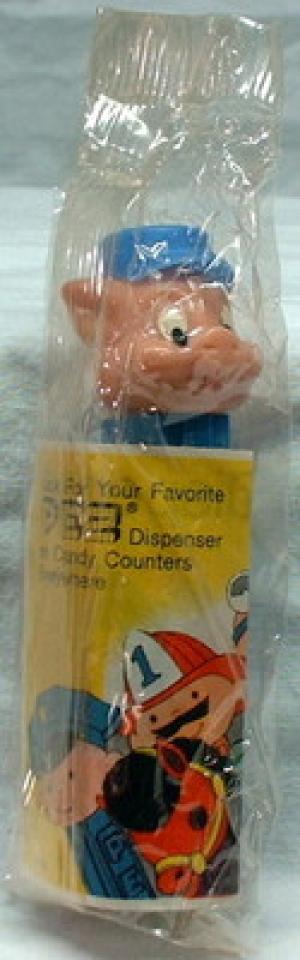 For Your Favorite
PEZ® Dispenser
Candy Counters
1